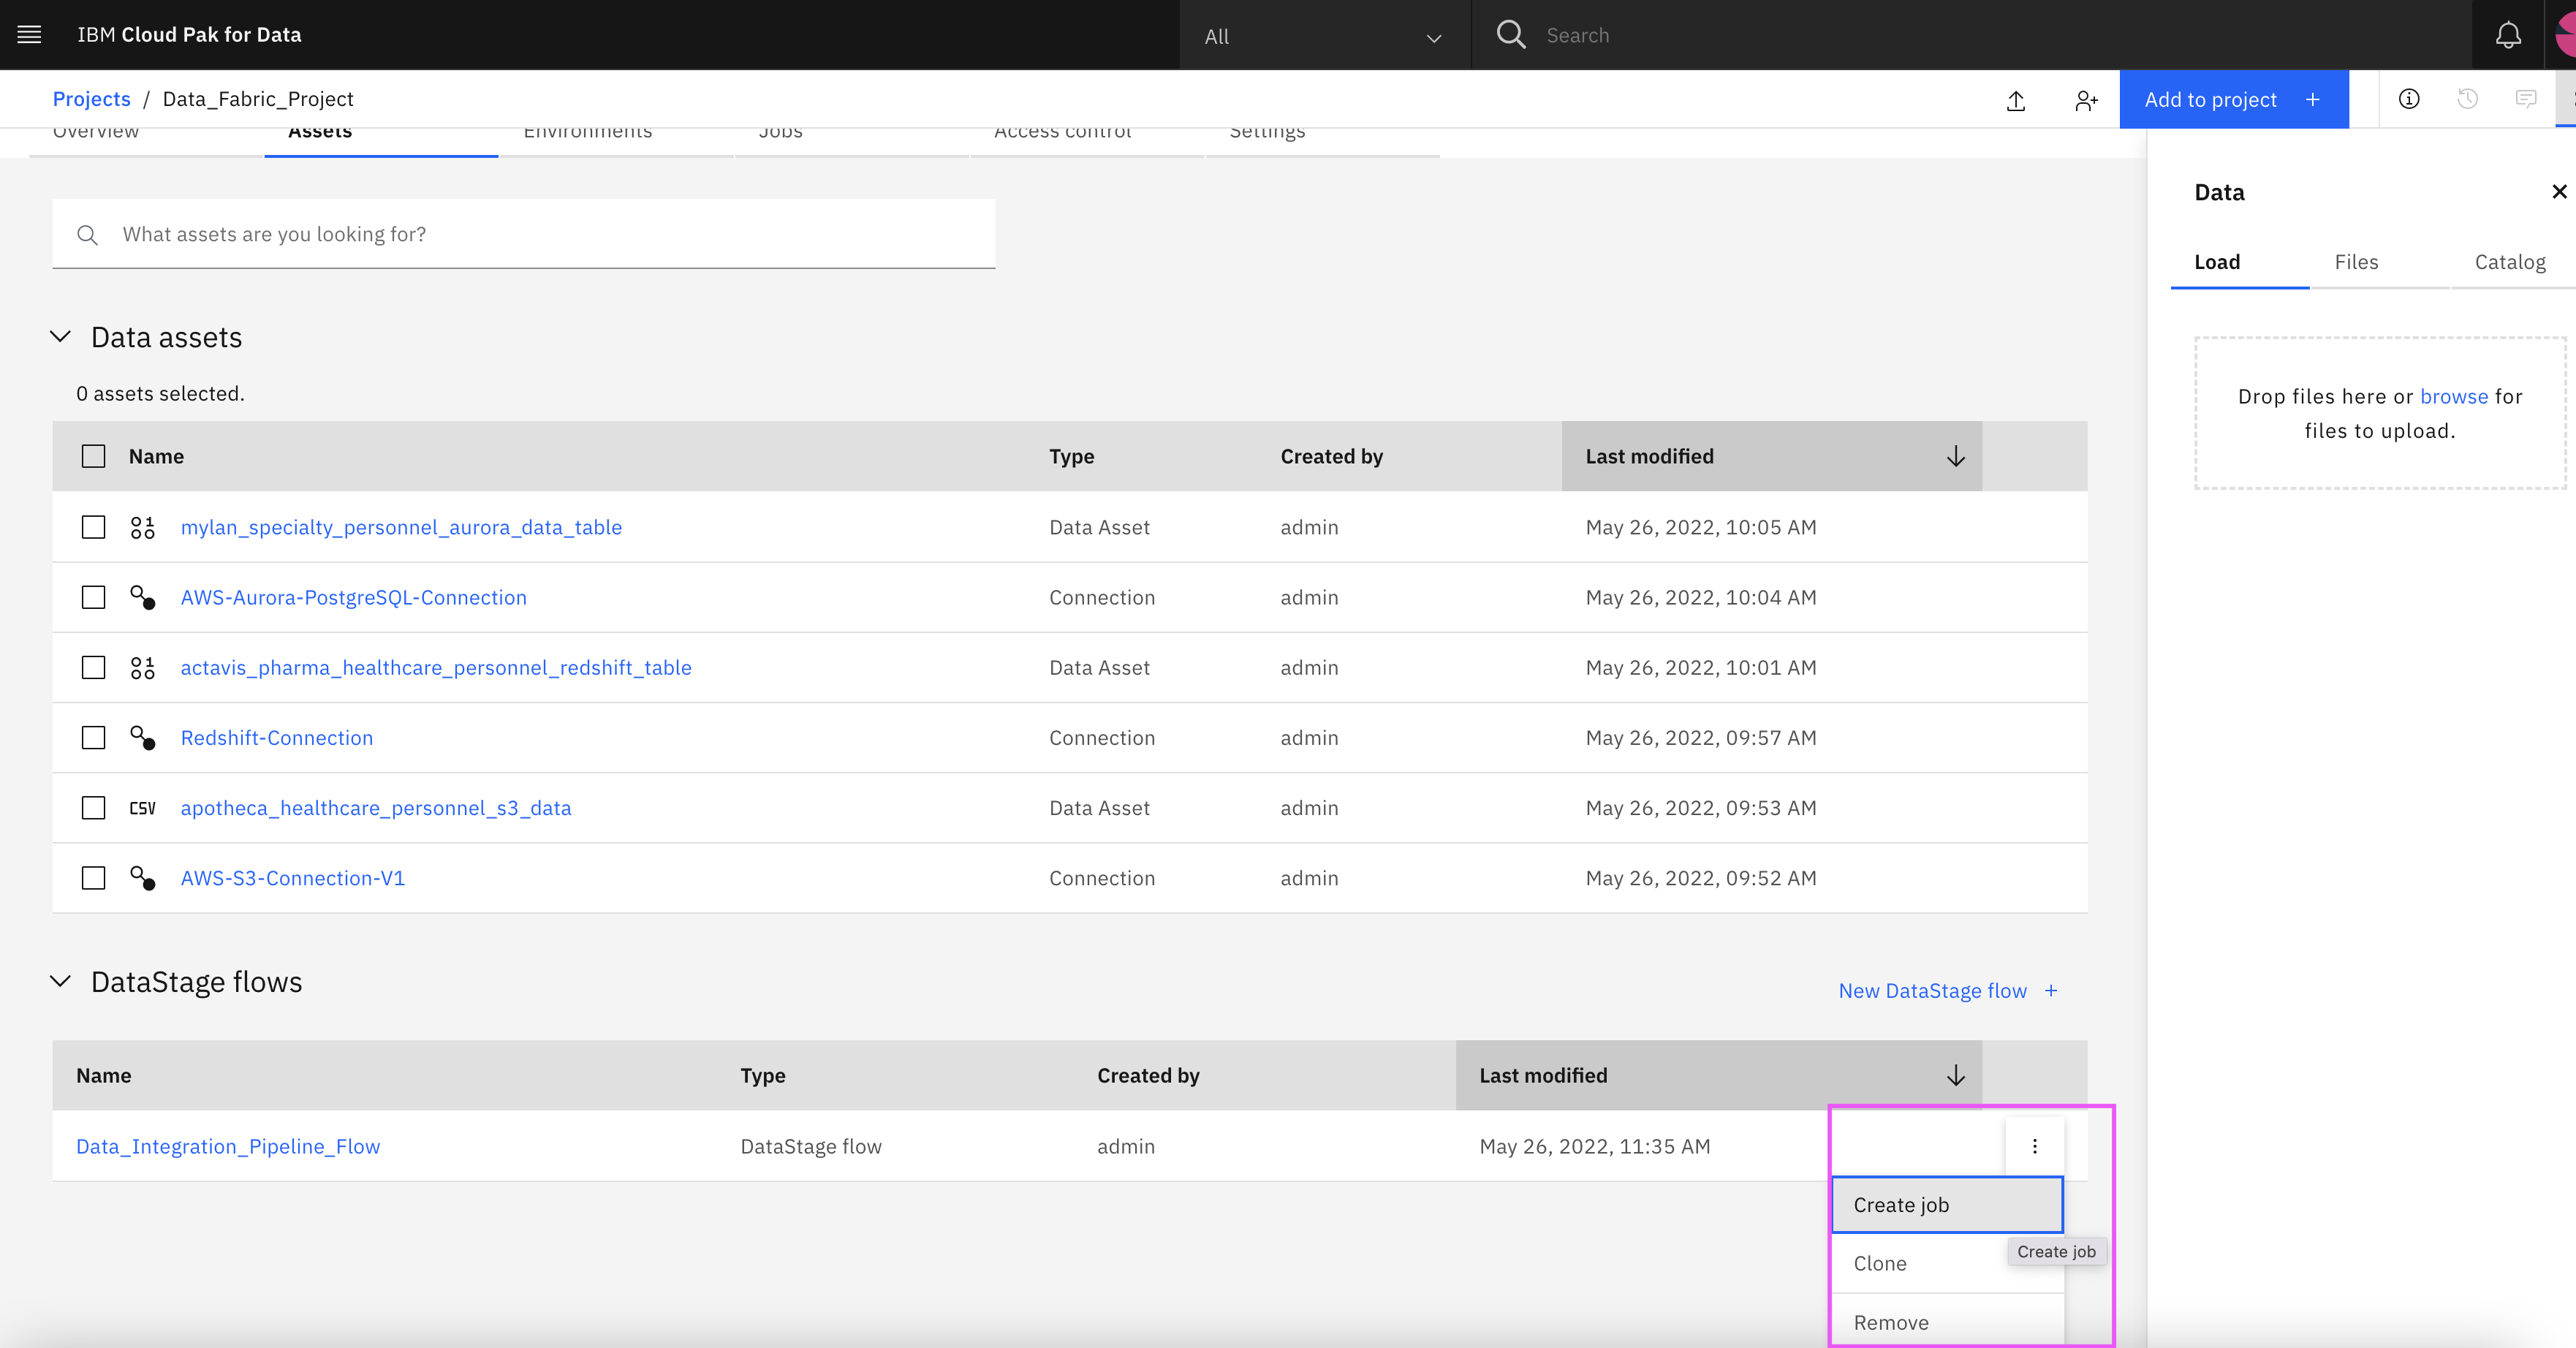 IBM Cloud Pak for Data
All
Search
Projects / Data_Fabric_Project
Add to project +
Overview Assets Environments Jobs Access control Settings
What assets are you looking for?
Data assets
0 assets selected.
Name Type Created by Last modified
mylan_specialty_personnel_aurora_data_table Data Asset admin May 26, 2022, 10:05 AM
AWS-Aurora-PostgreSQL-Connection Connection admin May 26, 2022, 10:04 AM
actavis_pharma_healthcare_personnel_redshift_table Data Asset admin May 26, 2022, 10:01 AM
Redshift-Connection Connection admin May 26, 2022, 09:57 AM
CSV apotheca_healthcare_personnel_s3_data Data Asset admin May 26, 2022, 09:53 AM
AWS-S3-Connection-V1 Connection admin May 26, 2022, 09:52 AM
DataStage flows
New DataStage flow +
Name Type Created by Last modified
Data_Integration_Pipeline_Flow DataStage flow admin May 26, 2022, 11:35 AM
Create job
Create job
Clone
Remove
Data
Load Files Catalog
Drop files here or browse for
files to upload.